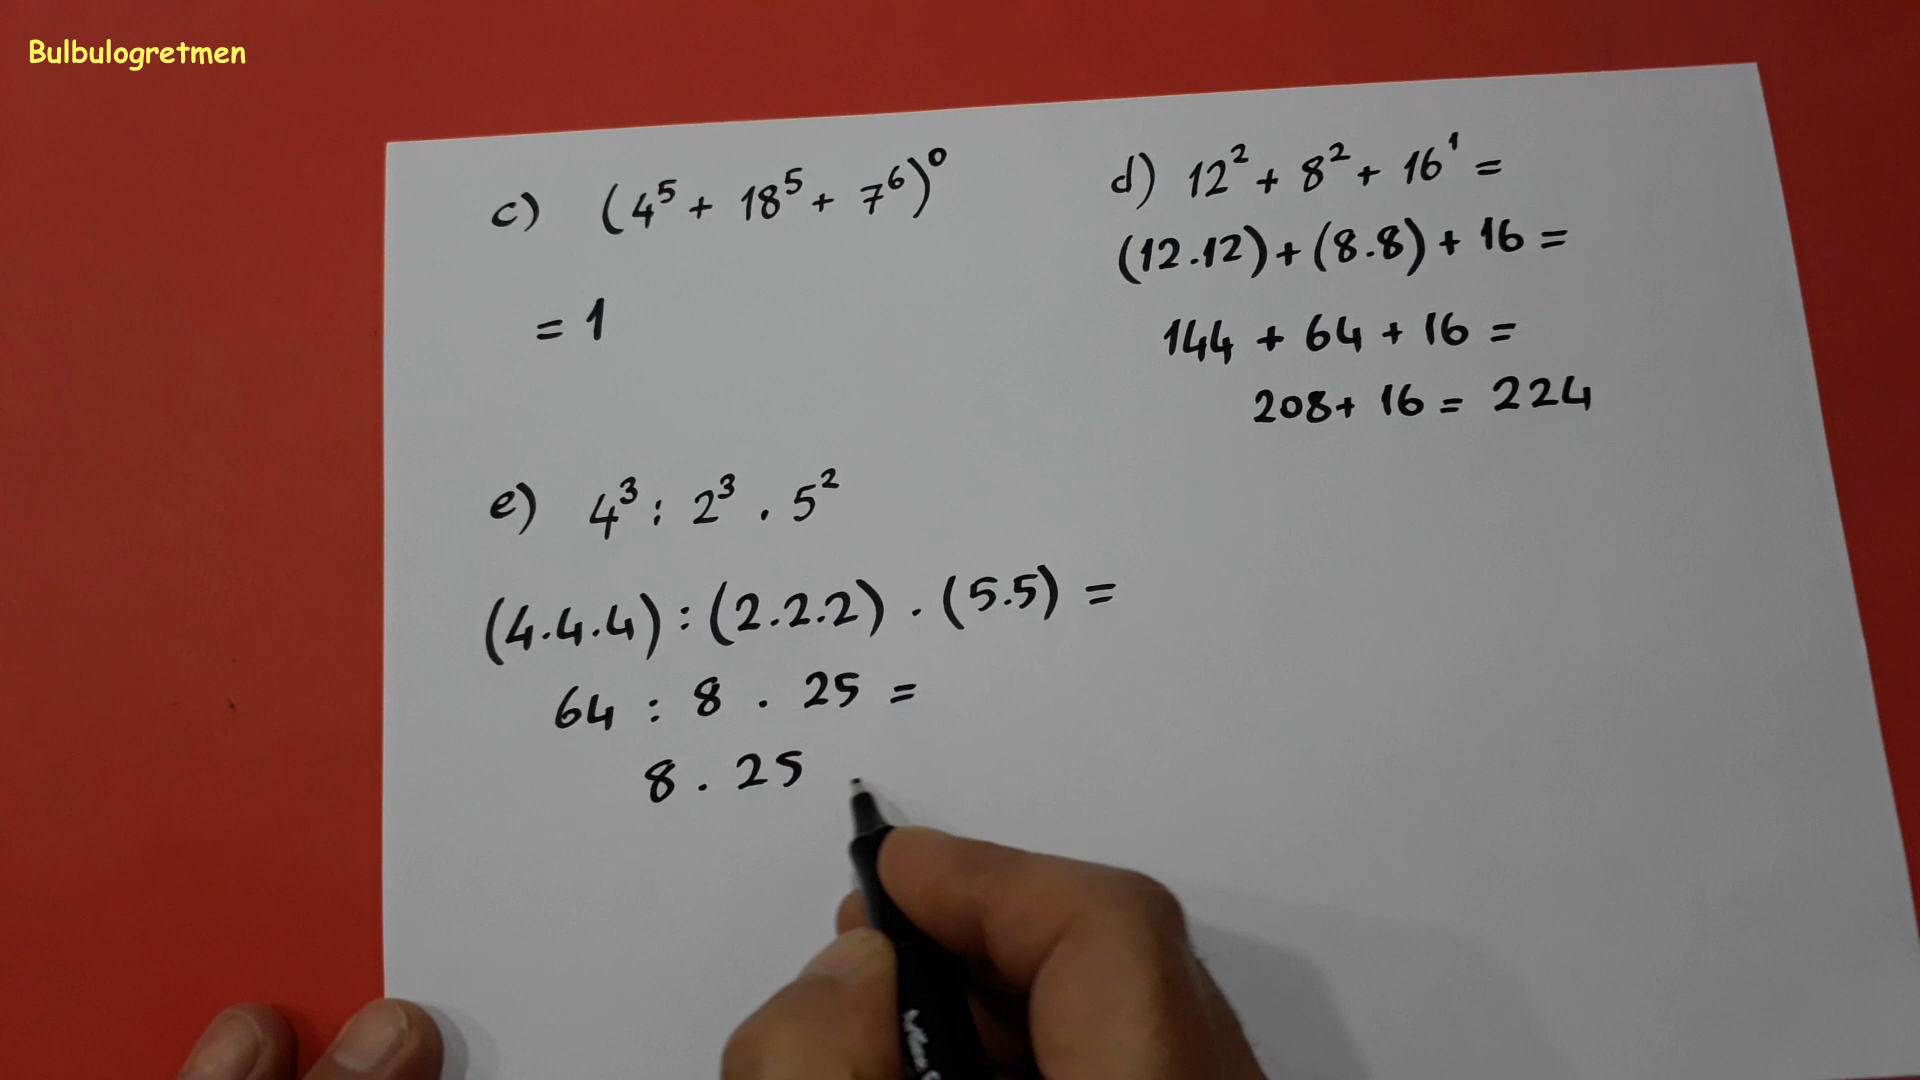 Bulbulogretmen
c) (4⁵ + 18⁵ + 7⁶)⁰
= 1
d) 12² + 8² + 16¹ =
(12.12) + (8.8) + 16 =
144 + 64 + 16 =
208 + 16 = 224
e) 4³ : 2³ . 5²
(4.4.4) : (2.2.2) . (5.5) =
64 : 8 . 25 =
8 . 25